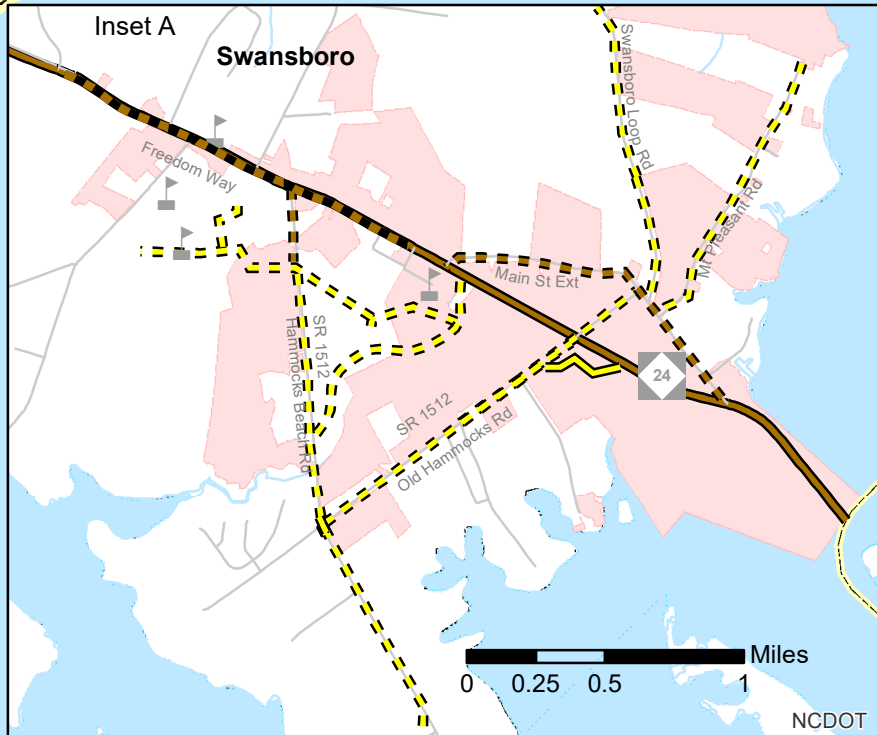 Inset A
Swansboro
Swansboro Loop Rd
Freedom Way
Mt Pleasant Rd
Main St Ext
SR 1512
Hammocks Beach Rd
24
SR 1512
Old Hammocks Rd
Miles
0 0.25 0.5 1
NCDOT